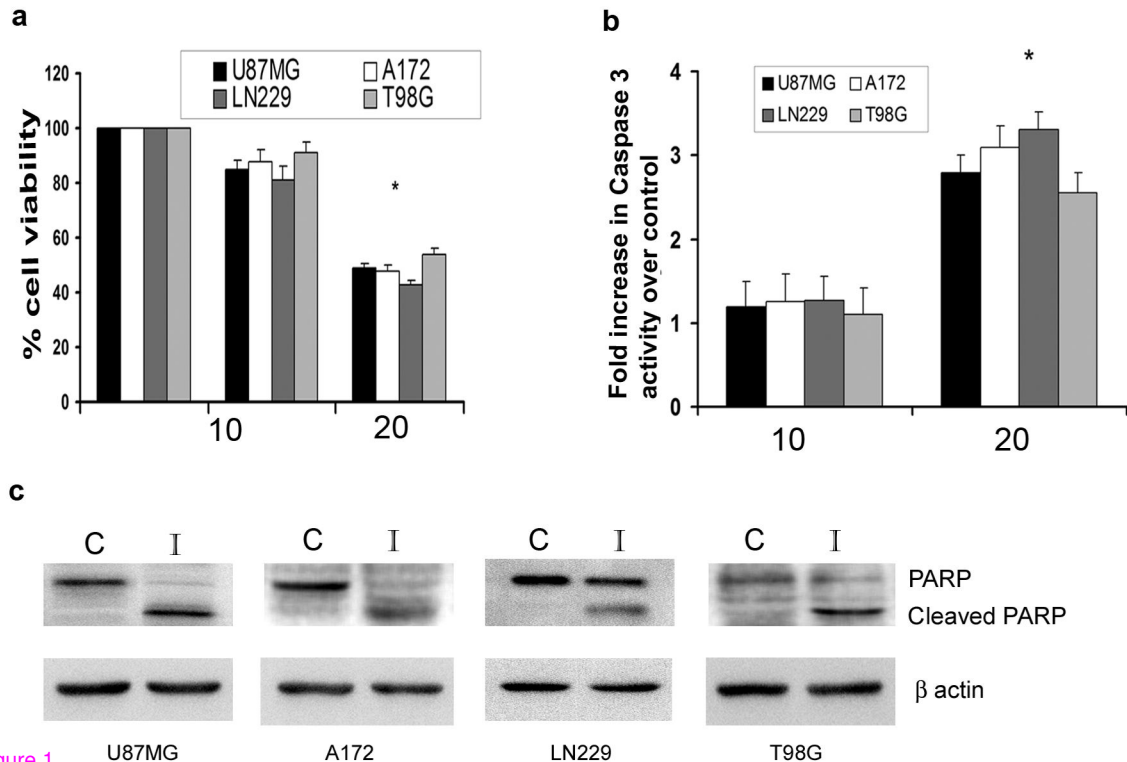 a
120
100
80
60
40
20
0
% cell viability
U87MG A172
LN229 T98G
*
10 20
b
4
3
2
1
0
Fold increase in Caspase 3
activity over control
U87MG A172
LN229 T98G
*
10 20
c
C I C I C I C I
PARP
Cleaved PARP
β actin
U87MG A172 LN229 T98G
gure 1